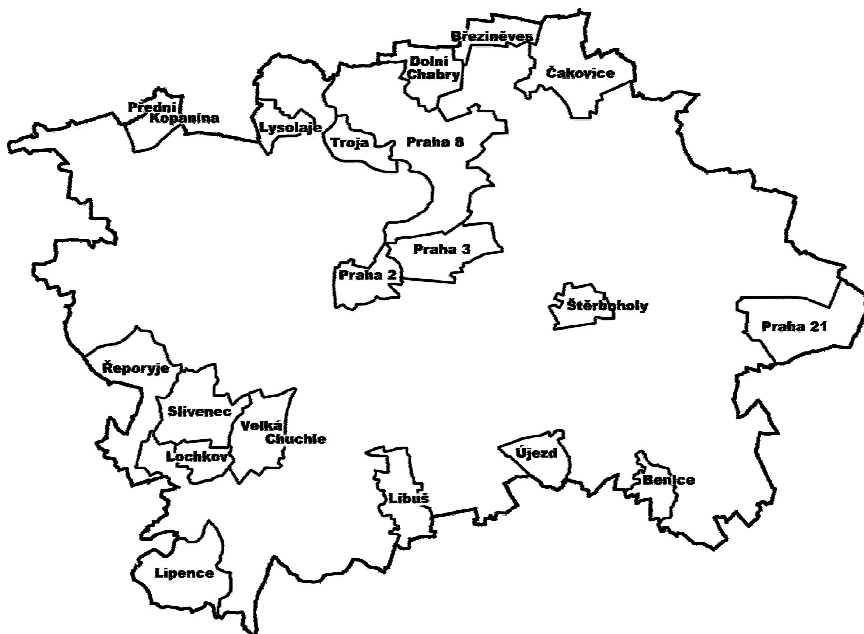 Březiněves
Dolní
Chabry
Čakovice
Přední
Kopanina
Lysolaje
Troja
Praha 8
Praha 3
Praha 2
Štěrboholy
Praha 21
Řeporyje
Slivenec
Velká
Chuchle
Lochkov
Újezd
Benice
Libuš
Lipence